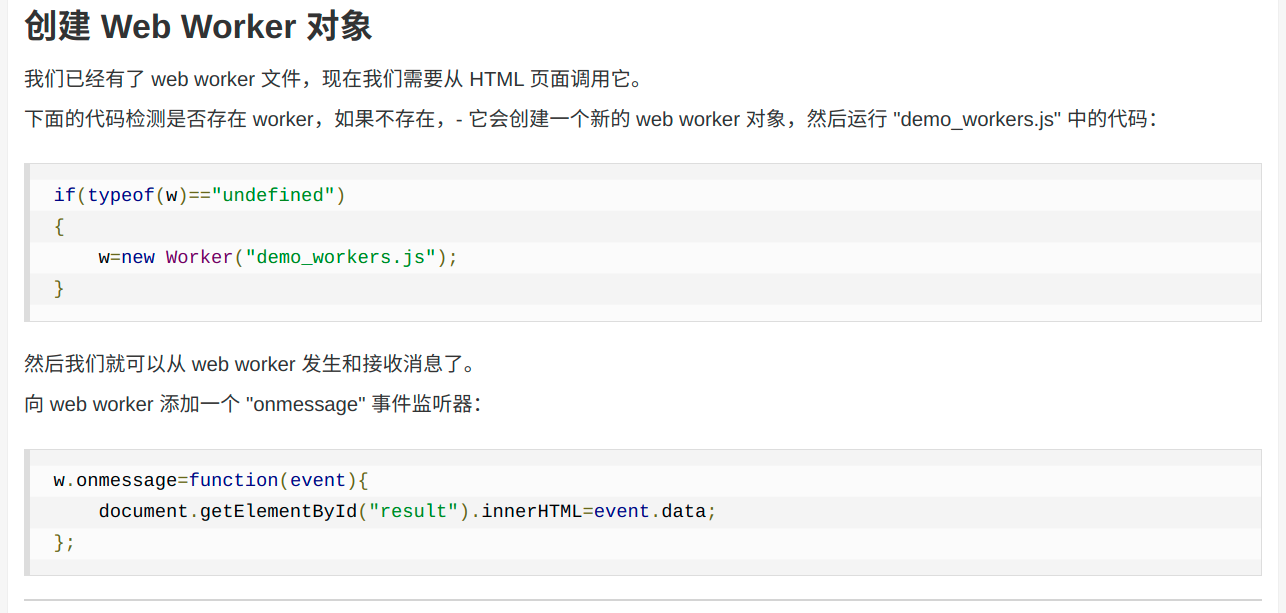 创建 Web Worker 对象
我们已经有了 web worker 文件，现在我们需要从 HTML 页面调用它。
下面的代码检测是否存在 worker，如果不存在，- 它会创建一个新的 web worker 对象，然后运行 "demo_workers.js" 中的代码：
if(typeof(w)=="undefined")
{
    w=new Worker("demo_workers.js");
}
然后我们就可以从 web worker 发生和接收消息了。
向 web worker 添加一个 "onmessage" 事件监听器：
w.onmessage=function(event){
    document.getElementById("result").innerHTML=event.data;
};